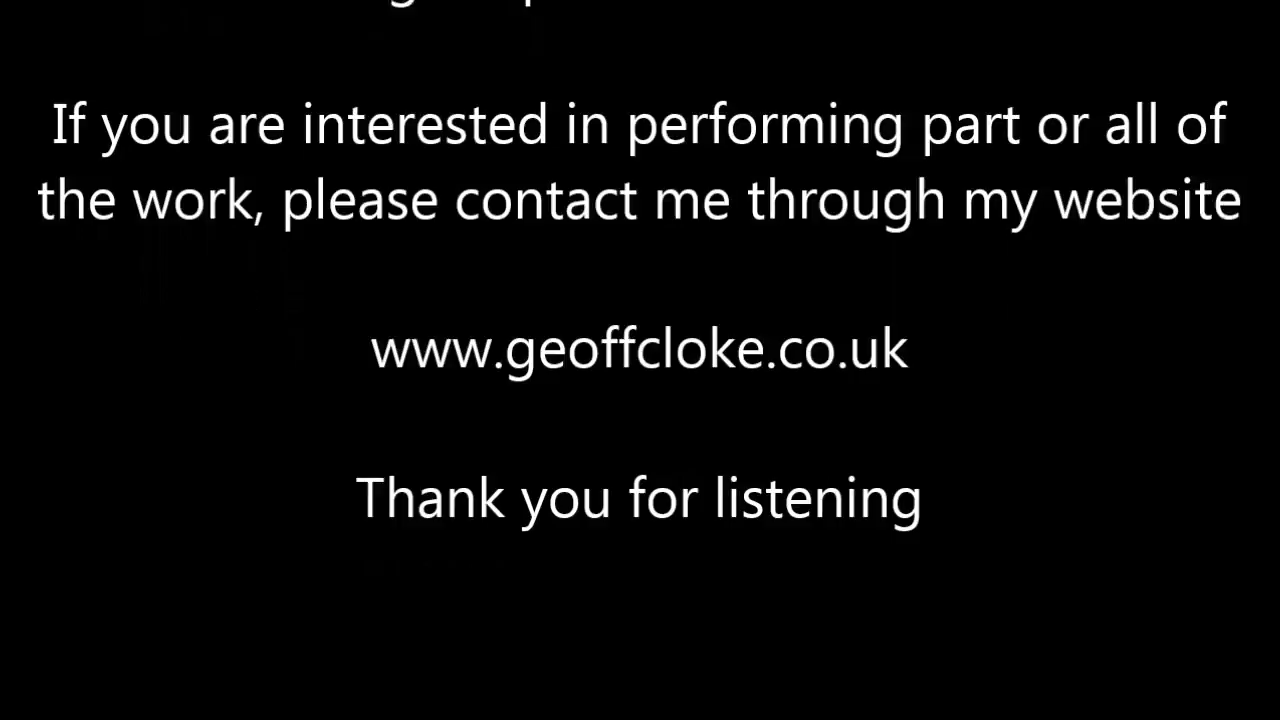 If you are interested in performing part or all of
the work, please contact me through my website
www.geoffcloke.co.uk
Thank you for listening